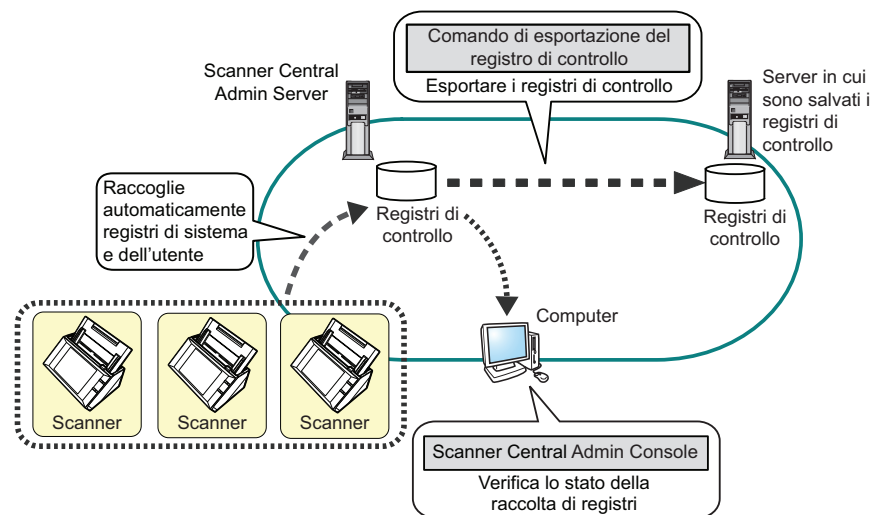 Comando di esportazione del
registro di controllo
Esportare i registri di controllo
Scanner Central
Admin Server
Server in cui
sono salvati i
registri di
controllo
Raccoglie
automaticamente
registri di sistema
e dell'utente
Registri di
controllo
Registri di
controllo
Computer
Scanner
Scanner
Scanner
Scanner Central Admin Console
Verifica lo stato della
raccolta di registri